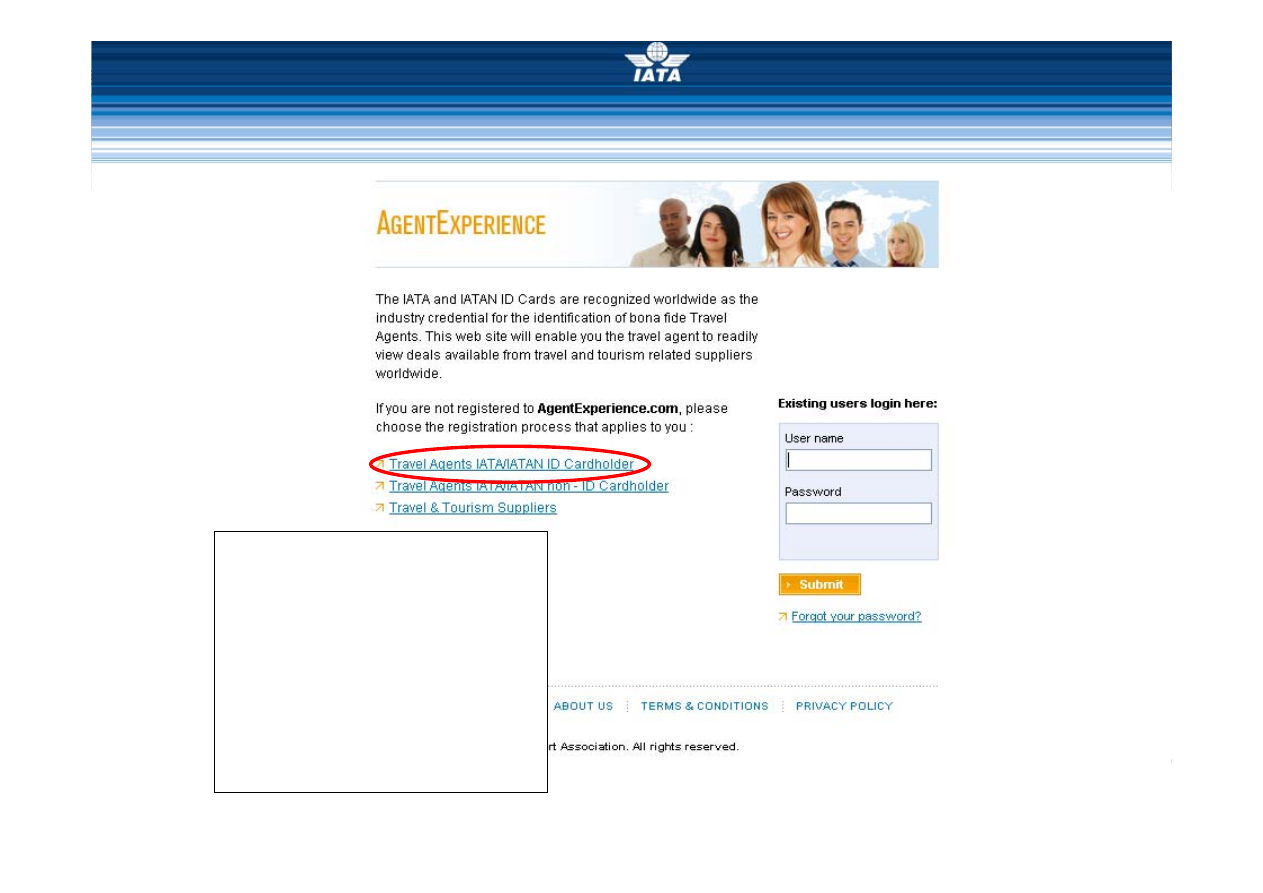 IATA
AGENTEXPERIENCE
The IATA and IATAN ID Cards are recognized worldwide as the
industry credential for the identification of bona fide Travel
Agents. This web site will enable you the travel agent to readily
view deals available from travel and tourism related suppliers
worldwide.
If you are not registered to AgentExperience.com, please
choose the registration process that applies to you :
Travel Agents IATA/IATAN ID Cardholder
Travel Agents IATA/IATAN non - ID Cardholder
Travel & Tourism Suppliers
Existing users login here:
User name
Password
Submit
Forgot your password?
ABOUT US TERMS & CONDITIONS PRIVACY POLICY
rt Association. All rights reserved.